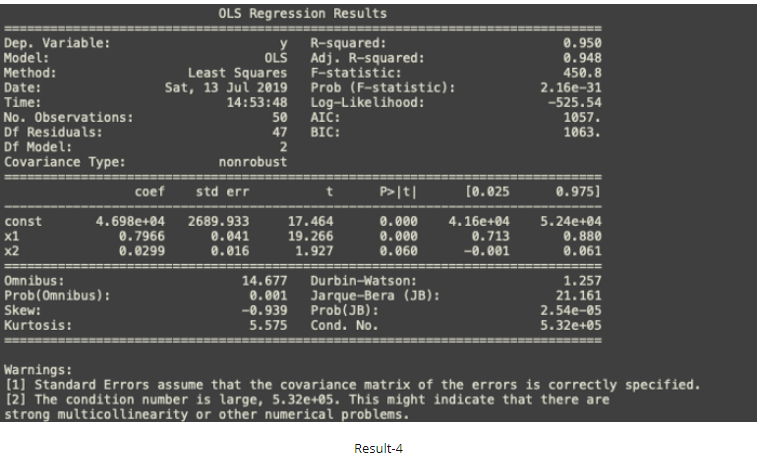 OLS Regression Results
Dep. Variable: y R-squared: 0.950
Model: OLS Adj. R-squared: 0.948
Method: Least Squares F-statistic: 450.8
Date: Sat, 13 Jul 2019 Prob (F-statistic): 2.16e-31
Time: 14:53:48 Log-Likelihood: -525.54
No. Observations: 50 AIC: 1057.
Df Residuals: 47 BIC: 1063.
Df Model: 2
Covariance Type: nonrobust
coef std err t P>|t| [0.025 0.975]
const 4.698e+04 2689.933 17.464 0.000 4.16e+04 5.24e+04
x1 0.7966 0.041 19.266 0.000 0.713 0.880
x2 0.0299 0.016 1.927 0.060 -0.001 0.061
Omnibus: 14.677 Durbin-Watson: 1.257
Prob(Omnibus): 0.001 Jarque-Bera (JB): 21.161
Skew: -0.939 Prob(JB): 2.54e-05
Kurtosis: 5.575 Cond. No. 5.32e+05
Warnings:
[1] Standard Errors assume that the covariance matrix of the errors is correctly specified.
[2] The condition number is large, 5.32e+05. This might indicate that there are
strong multicollinearity or other numerical problems.
Result-4